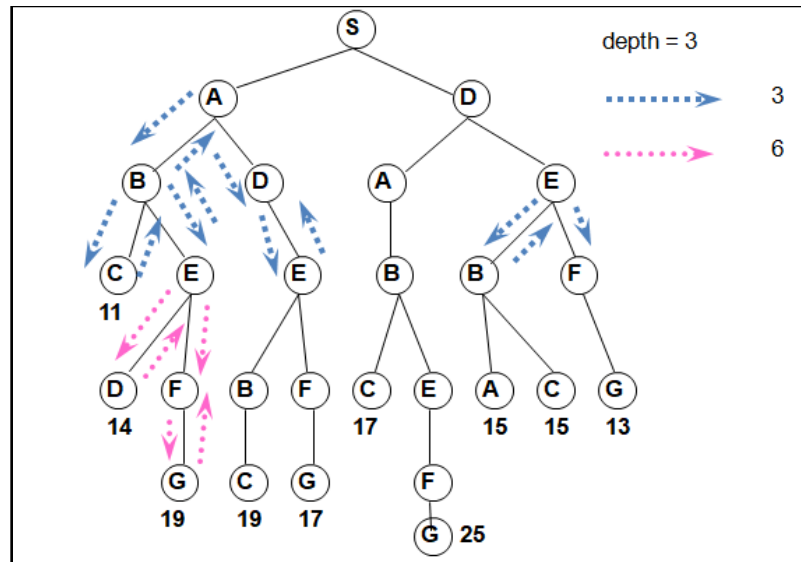 S
depth = 3
A D 3
6
B D A E
C E E B B F
11
D F B F C E A C G
14 17 15 15 13
G C G F
19 19 17 G 25